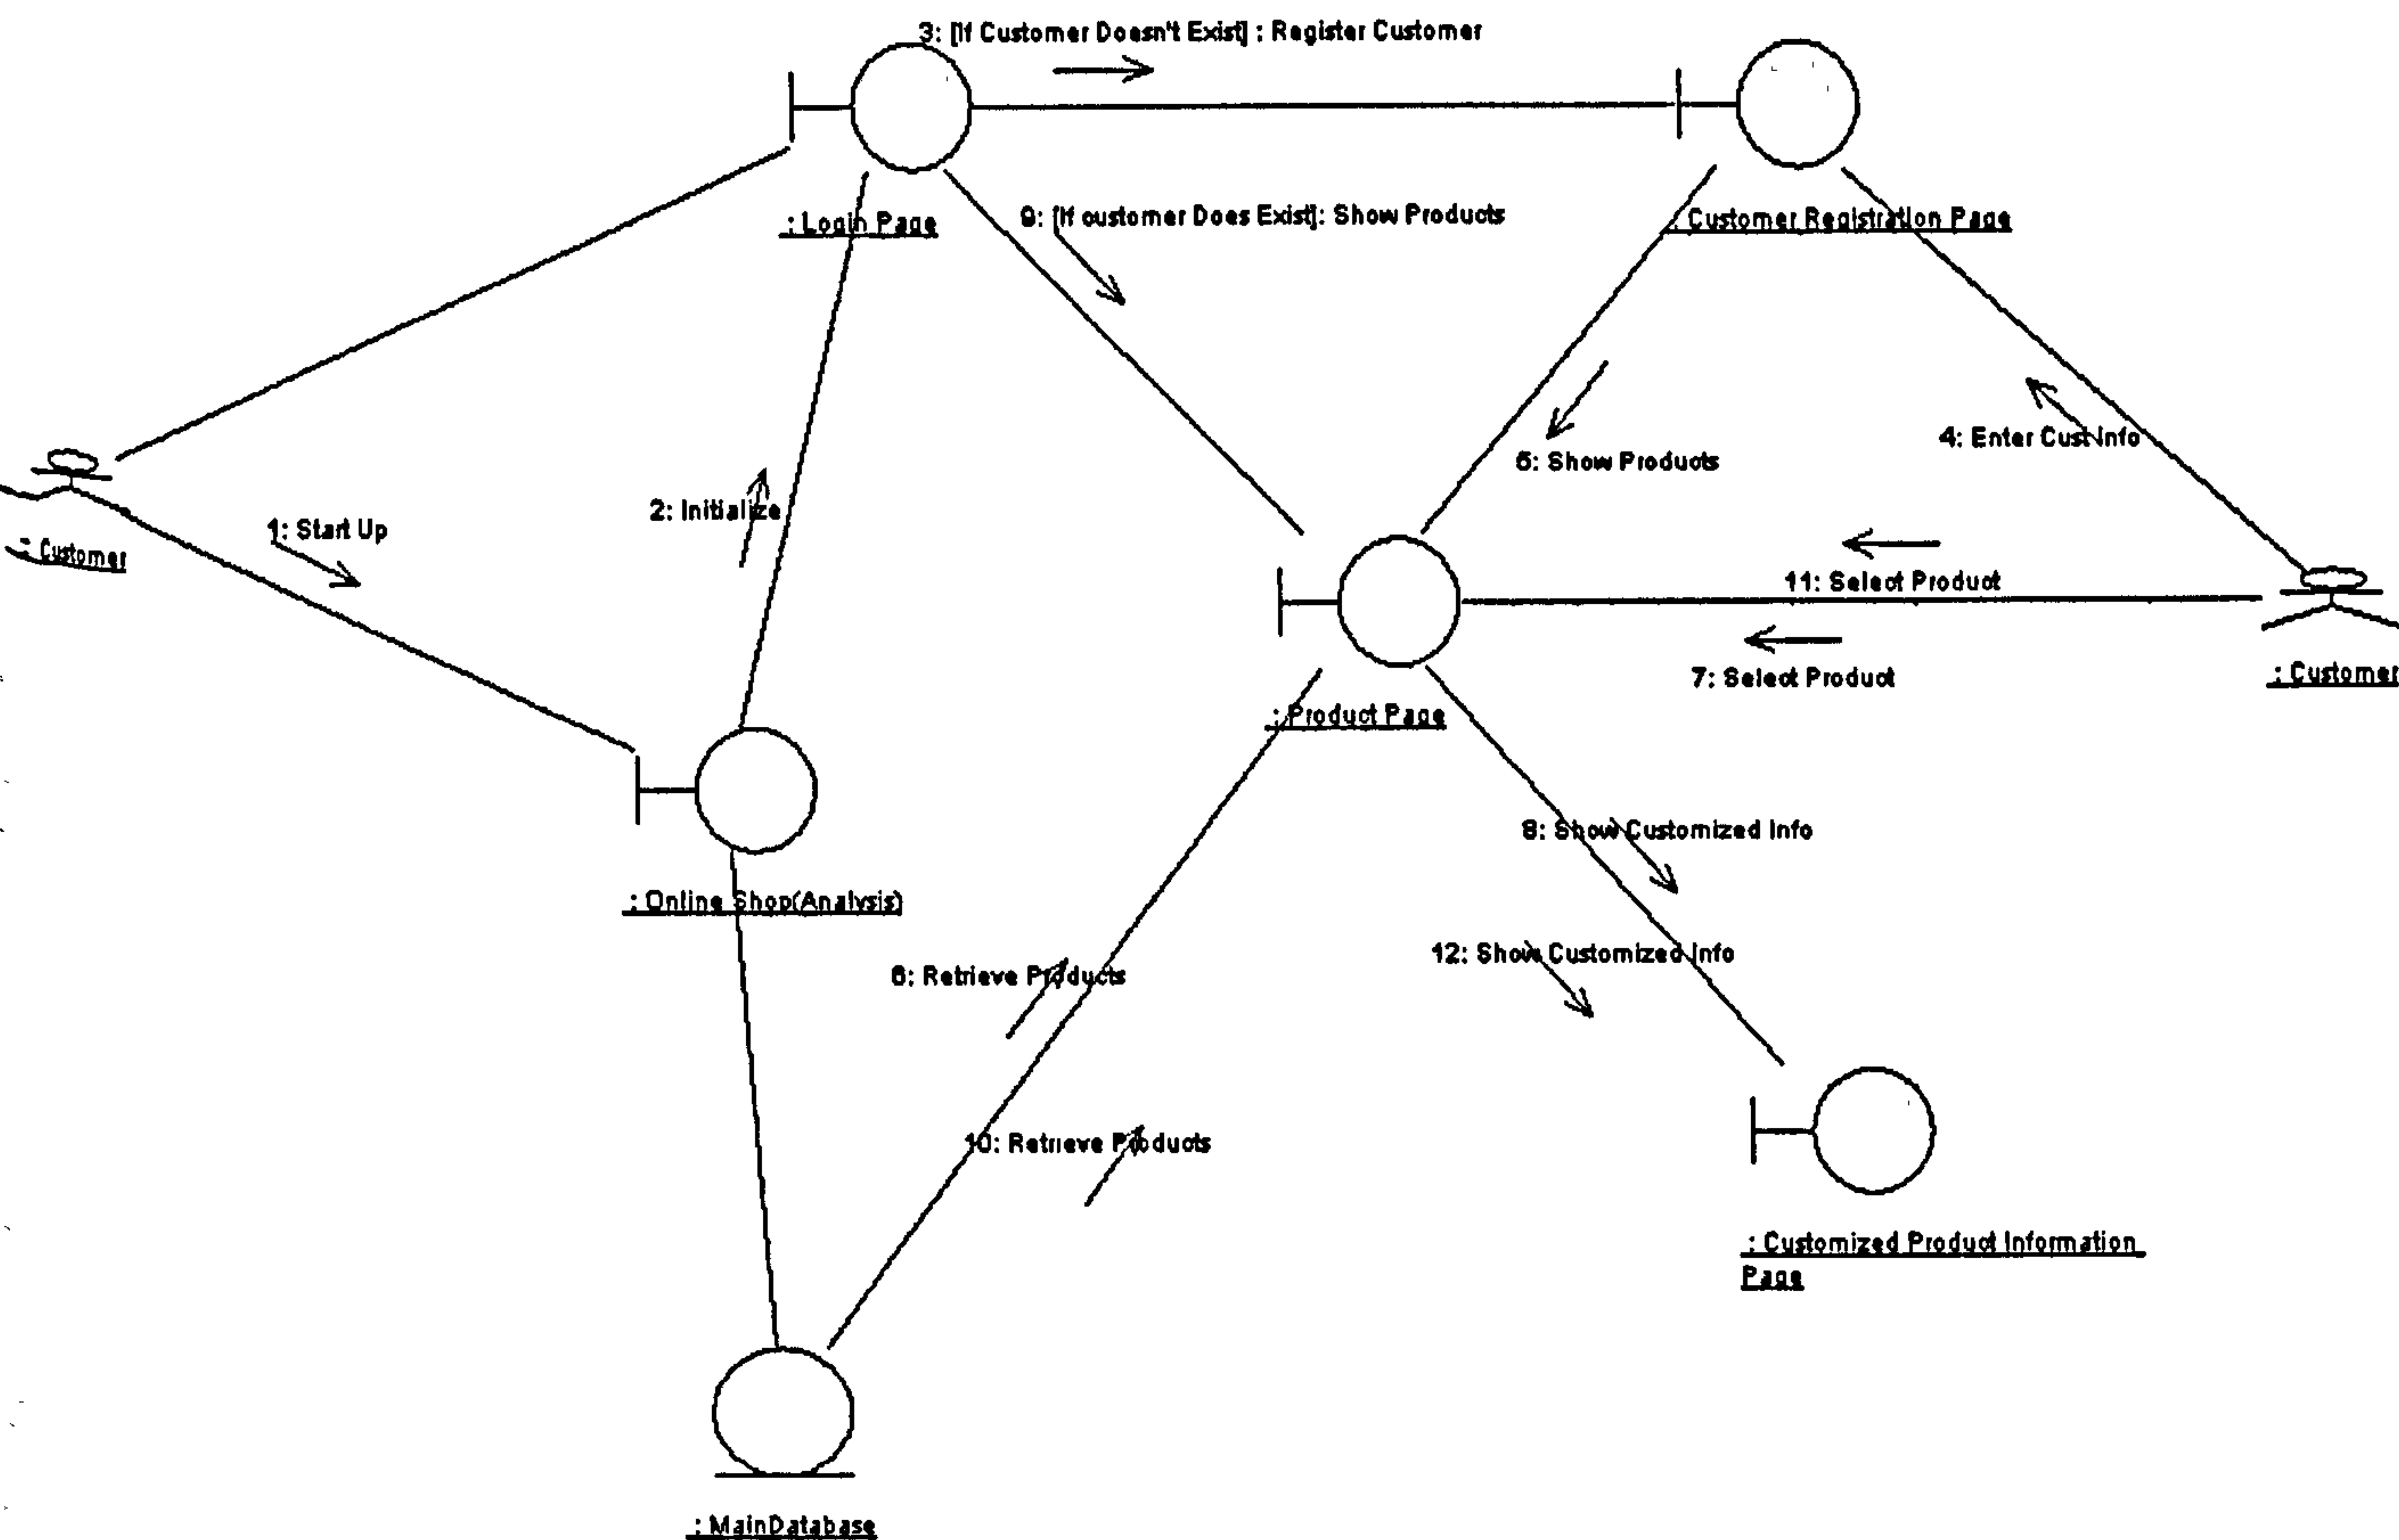 3: [If Customer Doesn't Exist] : Register Customer
: Login Page
9: [If customer Does Exist]: Show Products
: Customer Registration Page
4: Enter Cust Info
5: Show Products
2: Initialize
1: Start Up
: Customer
11: Select Product
7: Select Product
: Customer
: Product Page
8: Show Customized Info
: Online Shop(Analysis)
12: Show Customized Info
6: Retrieve Products
10: Retrieve Products
: Customized Product Information
Page
: MainDatabase